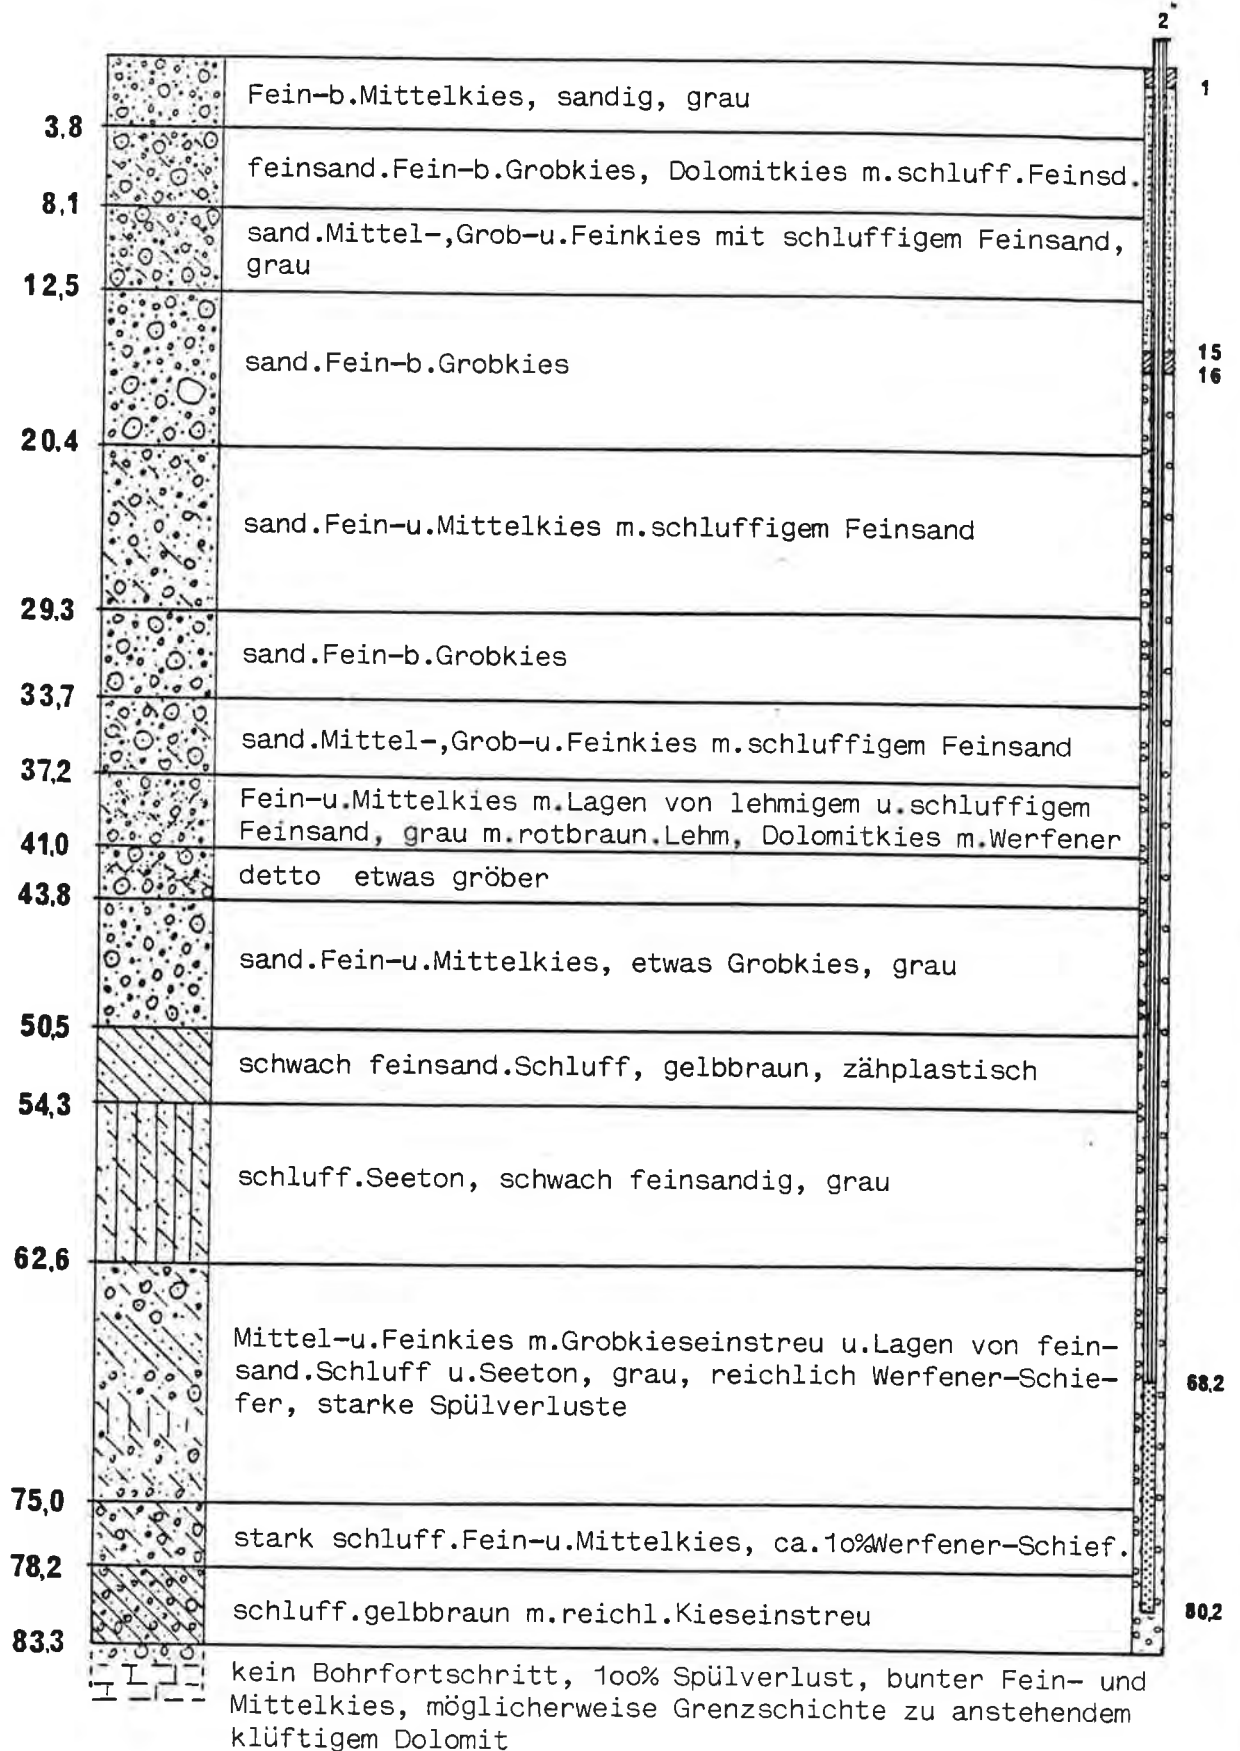 2
1
Fein-b.Mittelkies, sandig, grau
3,8
feinsand.Fein-b.Grobkies, Dolomitkies m.schluff.Feinsd.
8,1
sand.Mittel-,Grob-u.Feinkies mit schluffigem Feinsand,
grau
12,5
15
sand.Fein-b.Grobkies
16
20,4
sand.Fein-u.Mittelkies m.schluffigem Feinsand
29,3
sand.Fein-b.Grobkies
33,7
sand.Mittel-,Grob-u.Feinkies m.schluffigem Feinsand
37,2
Fein-u.Mittelkies m.Lagen von lehmigem u.schluffigem
Feinsand, grau m.rotbraun.Lehm, Dolomitkies m.Werfener
41,0
detto etwas gröber
43,8
sand.Fein-u.Mittelkies, etwas Grobkies, grau
50,5
schwach feinsand.Schluff, gelbbraun, zähplastisch
54,3
schluff.Seeton, schwach feinsandig, grau
62,6
Mittel-u.Feinkies m.Grobkieseinstreu u.Lagen von fein-
sand.Schluff u.Seeton, grau, reichlich Werfener-Schie-
68,2
fer, starke Spülverluste
75,0
stark schluff.Fein-u.Mittelkies, ca.1o%Werfener-Schief.
78,2
schluff.gelbbraun m.reichl.Kieseinstreu
80,2
83,3
kein Bohrfortschritt, 1oo% Spülverlust, bunter Fein- und
Mittelkies, möglicherweise Grenzschichte zu anstehendem
klüftigem Dolomit